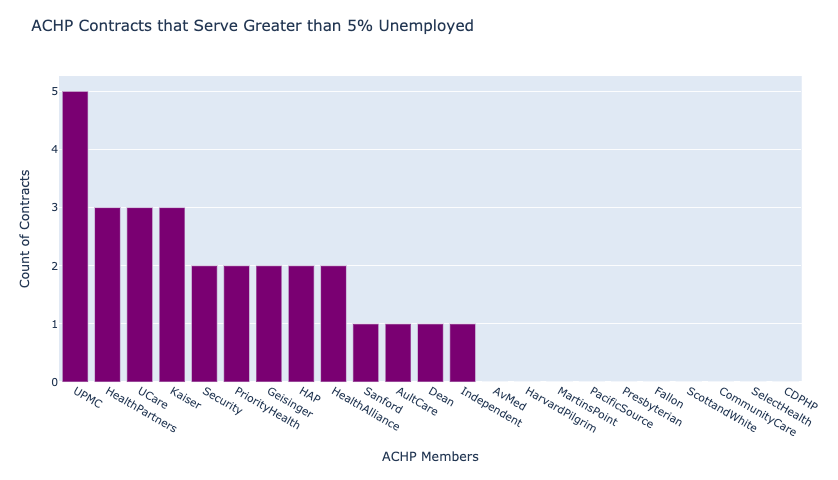 ACHP Contracts that Serve Greater than 5% Unemployed
5
4
3
2
1
0
Count of Contracts
UPMC
HealthPartners
UCare
Kaiser
Security
PriorityHealth
Geisinger
HAP
HealthAlliance
Sanford
AultCare
Dean
Independent
AvMed
HarvardPilgrim
MartinsPoint
PacificSource
Presbyterian
Fallon
ScottandWhite
CommunityCare
SelectHealth
CDPHP
ACHP Members